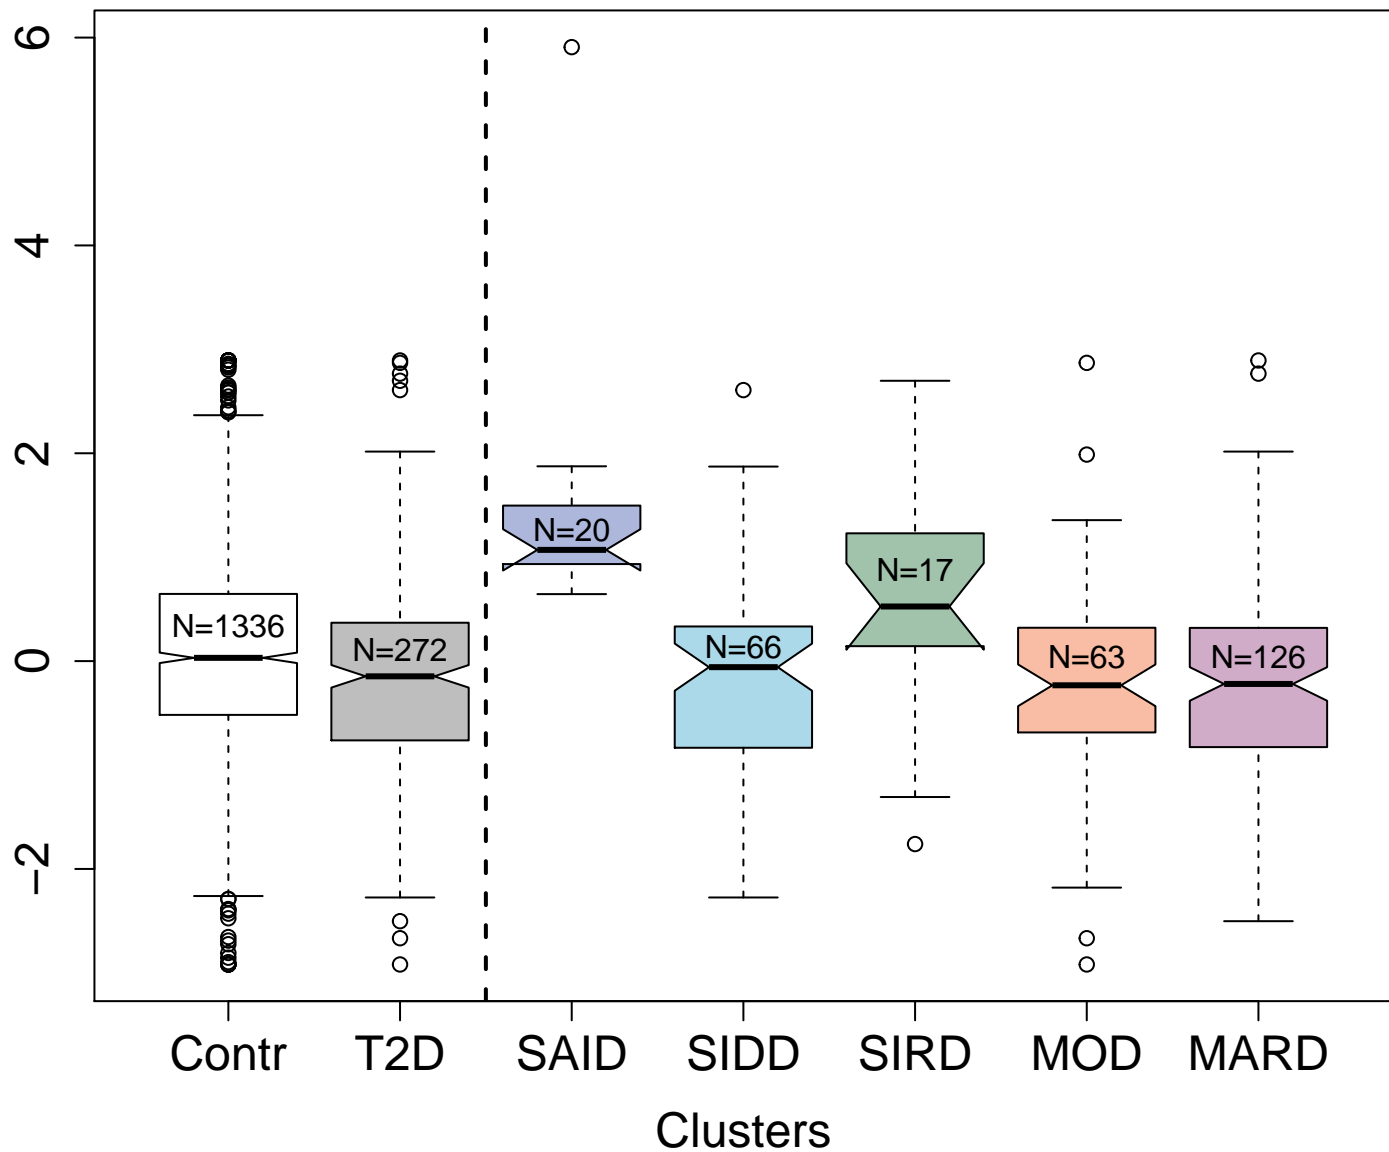 6
4
2
0
−2
N=1336
N=272
N=20
N=66
N=17
N=63
N=126
Contr T2D SAID SIDD SIRD MOD MARD
Clusters